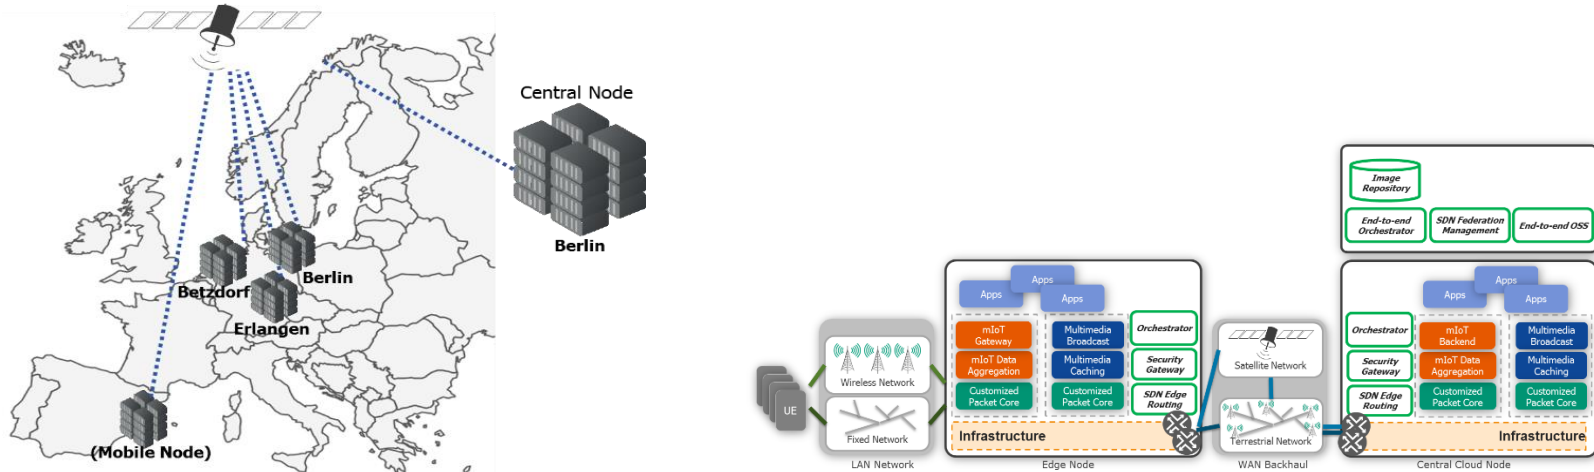 Central Node
Berlin
Berlin
Betzdorf
Erlangen
(Mobile Node)
UE
Wireless Network
Fixed Network
LAN Network
Apps
Apps
Apps
mIoT
Gateway
mIoT Data
Aggregation
Customized
Packet Core
Multimedia
Broadcast
Multimedia
Caching
Customized
Packet Core
Orchestrator
Security
Gateway
SDN Edge
Routing
Infrastructure
Edge Node
Satellite Network
Terrestrial Network
WAN Backhaul
Image
Repository
End-to-end
Orchestrator
SDN Federation
Management
End-to-end OSS
Apps
Apps
Apps
Orchestrator
Security
Gateway
SDN Edge
Routing
mIoT
Backend
mIoT Data
Aggregation
Customized
Packet Core
Multimedia
Broadcast
Multimedia
Caching
Customized
Packet Core
Infrastructure
Central Cloud Node